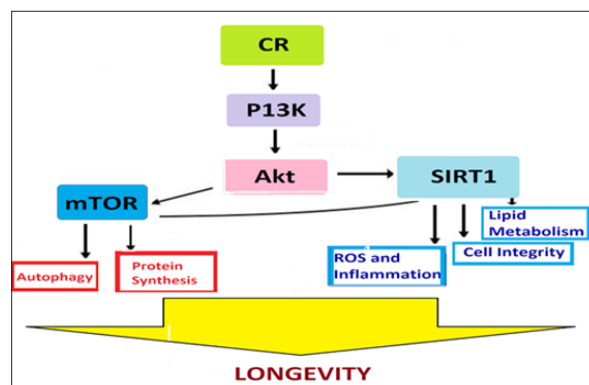 CR
P13K
Akt
SIRT1
mTOR
Lipid
Metabolism
Autophagy
Protein
Synthesis
ROS and
Inflammation
Cell Integrity
LONGEVITY